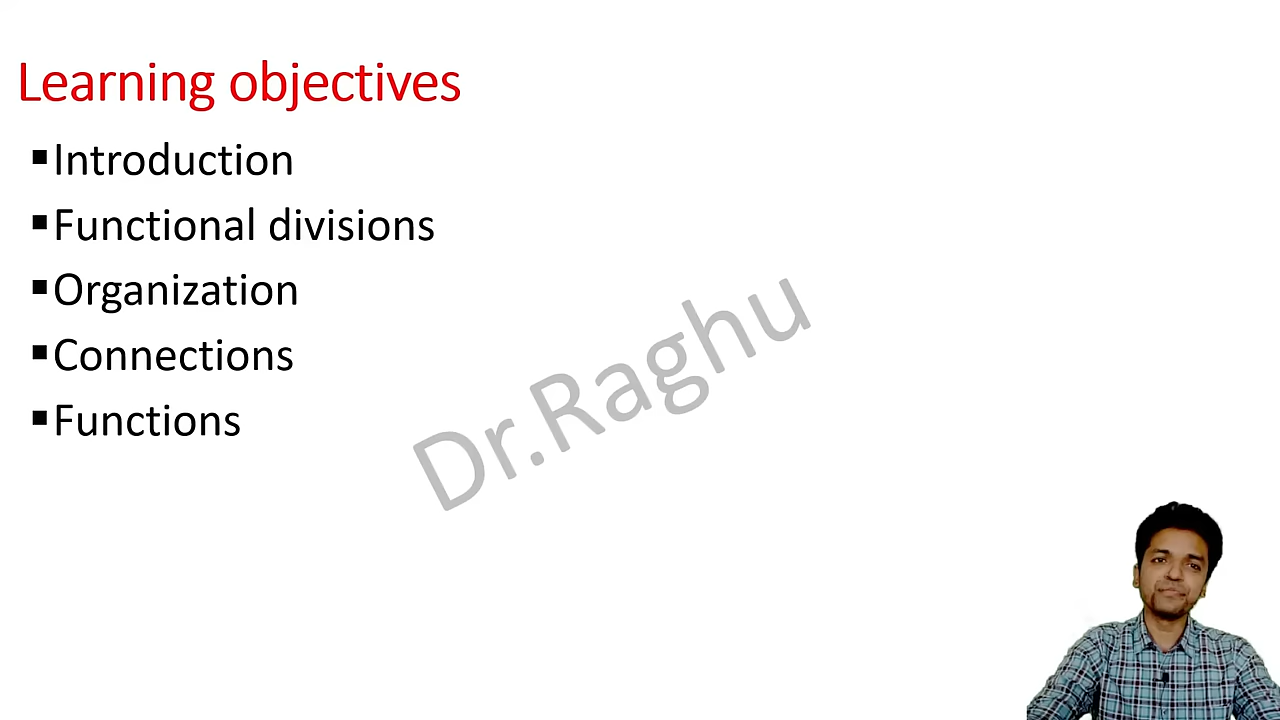 Learning objectives
▪Introduction
▪Functional divisions
▪Organization
▪Connections
▪Functions
Dr.Raghu